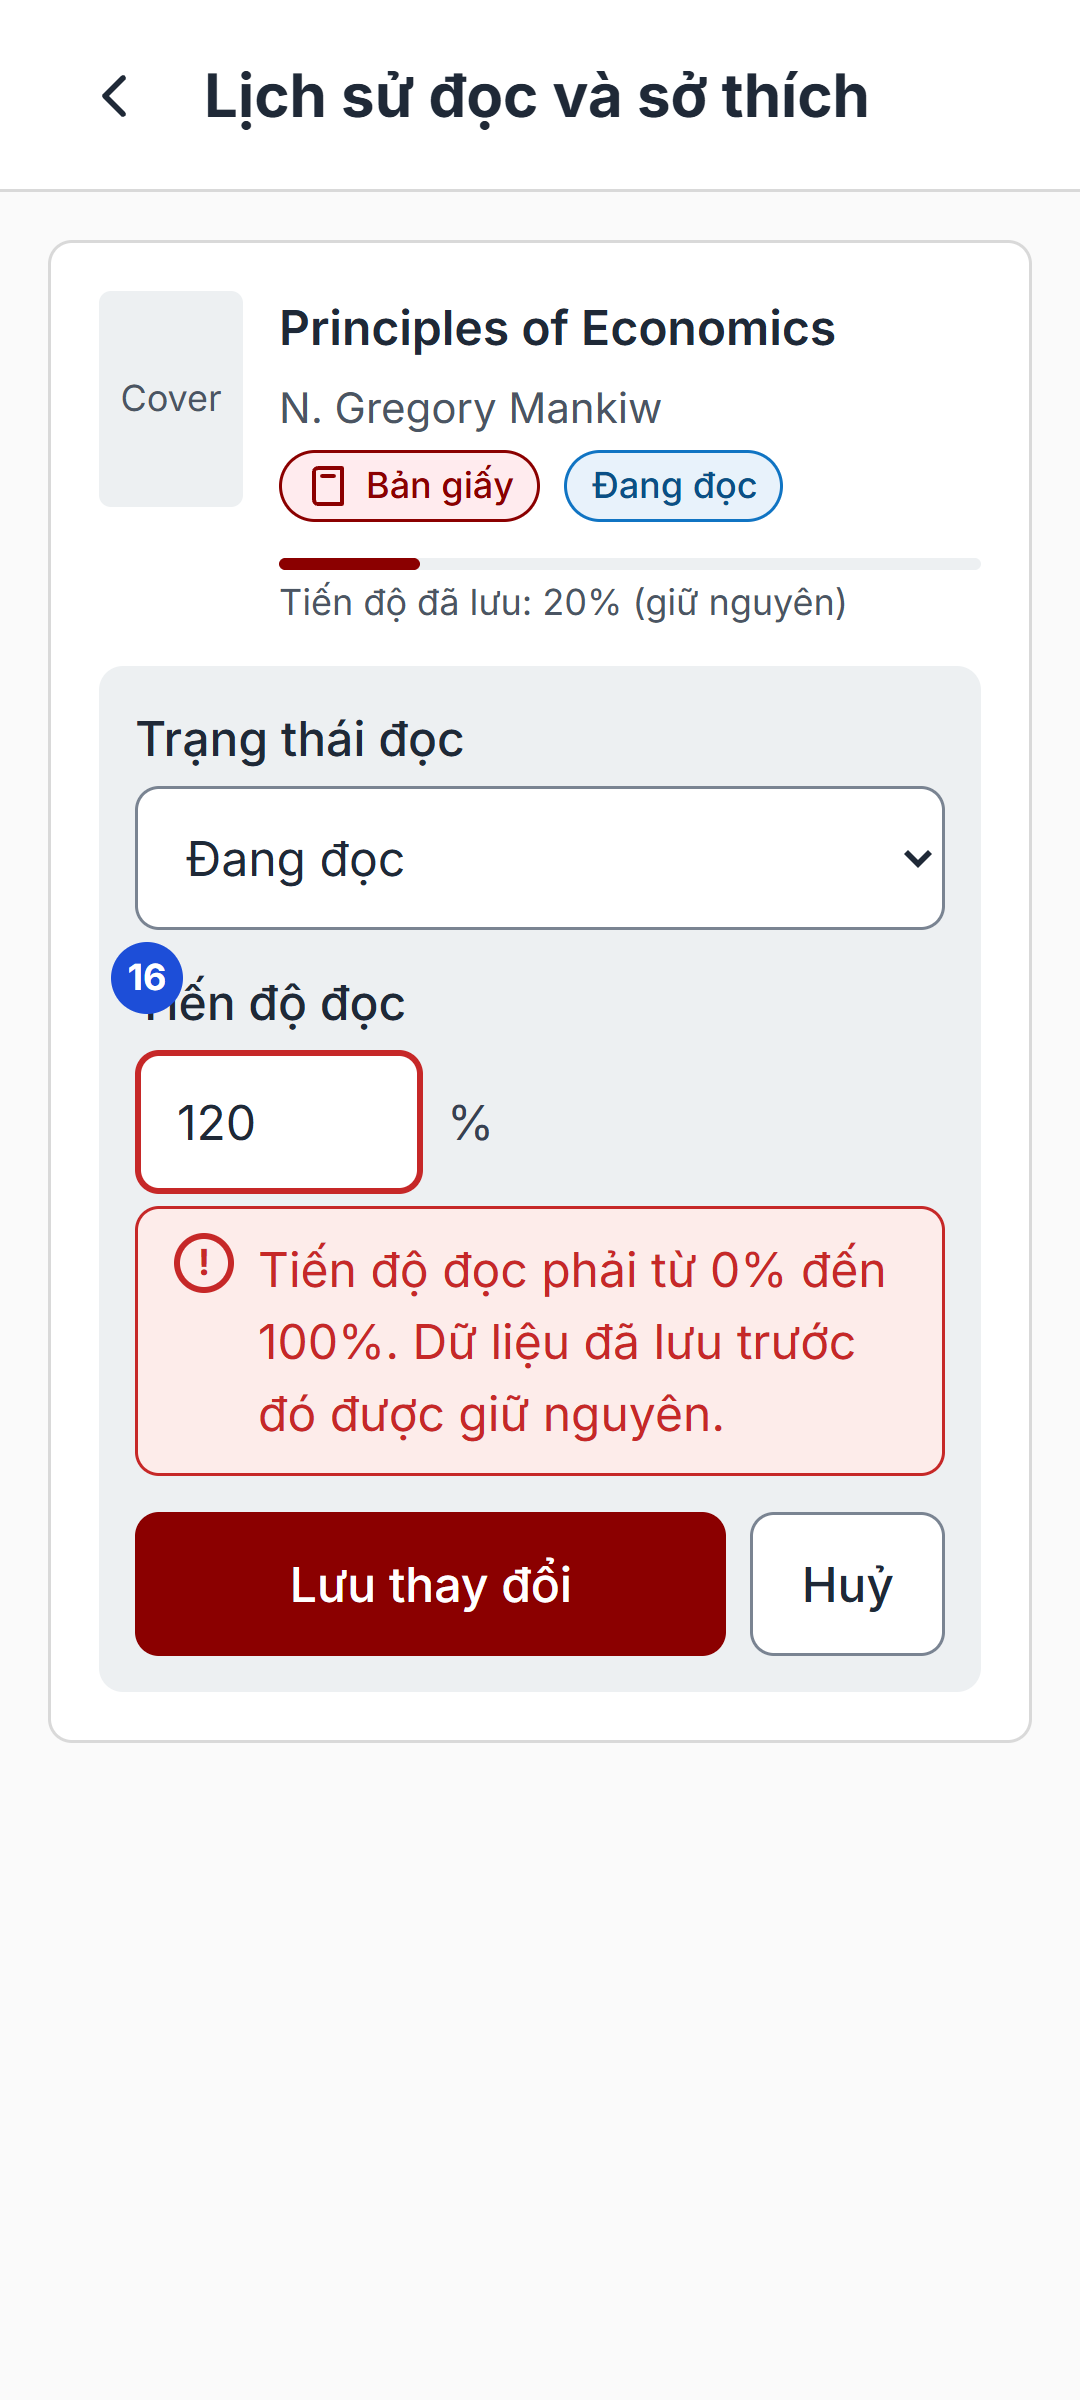 Lịch sử đọc và sở thích
Cover
Principles of Economics
N. Gregory Mankiw
Bản giấy
Đang đọc
Tiến độ đã lưu: 20% (giữ nguyên)
Trạng thái đọc
Đang đọc
16
Tiến độ đọc
120
%
!
Tiến độ đọc phải từ 0% đến
100%. Dữ liệu đã lưu trước
đó được giữ nguyên.
Lưu thay đổi
Huỷ